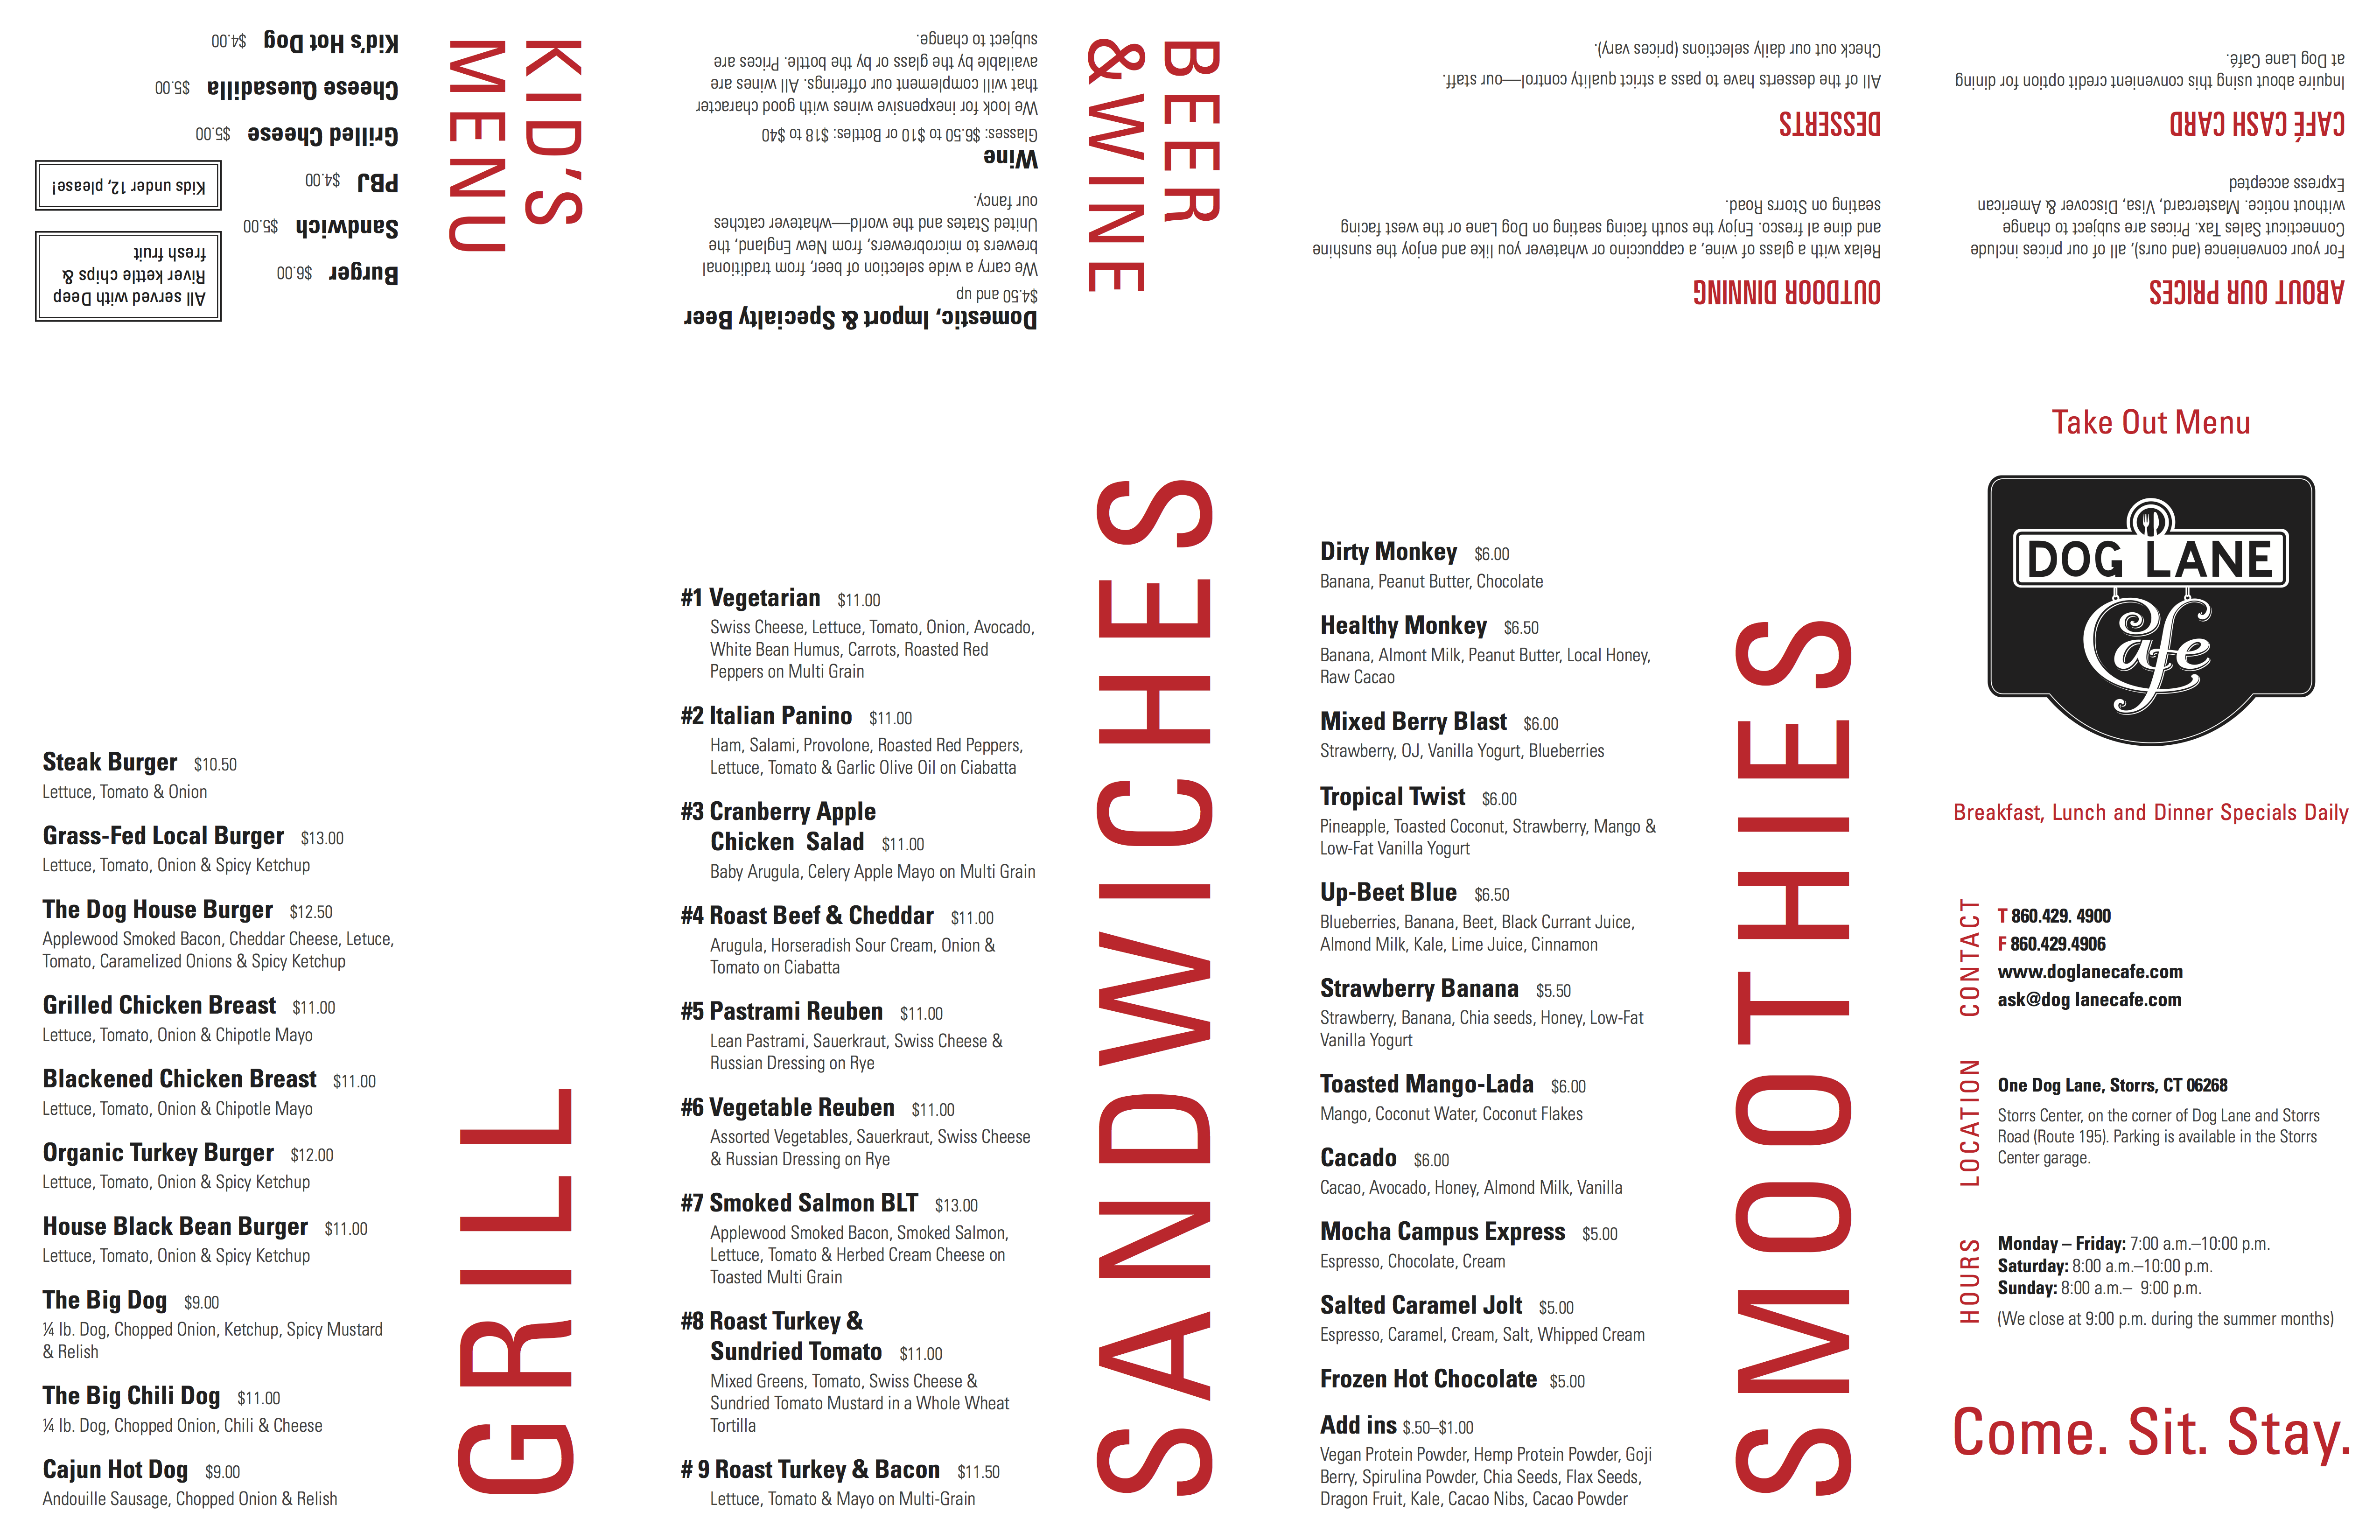 KID'S
MENU
Burger $6.00
Sandwich $5.00
PBJ $4.00
Grilled Cheese $5.00
Cheese Quesadilla $5.00
Kid's Hot Dog $4.00
All served with Deep
River kettle chips &
fresh fruit
Kids under 12, please!
BEER
&WINE
Domestic, Import & Specialty Beer
$4.50 and up
We carry a wide selection of beer, from traditional
brewers to microbrewers, from New England, the
United States and the world—whatever catches
our fancy.
Wine
Glasses: $6.50 to $10 or Bottles: $18 to $40
We look for inexpensive wines with good character
that will complement our offerings. All wines are
available by the glass or by the bottle. Prices are
subject to change.
OUTDOOR DINNING
Relax with a glass of wine, a cappuccino or whatever you like and enjoy the sunshine
and dine al fresco. Enjoy the south facing seating on Dog Lane or the west facing
seating on Storrs Road.
DESSERTS
All of the desserts have to pass a strict quality control—our staff.
Check out our daily selections (prices vary).
ABOUT OUR PRICES
For your convenience (and ours), all of our prices include
Connecticut Sales Tax. Prices are subject to change
without notice. Mastercard, Visa, Discover & American
Express accepted
CAFÉ CASH CARD
Inquire about using this convenient credit option for dining
at Dog Lane Café.
GRILL
Steak Burger $10.50
Lettuce, Tomato & Onion
Grass-Fed Local Burger $13.00
Lettuce, Tomato, Onion & Spicy Ketchup
The Dog House Burger $12.50
Applewood Smoked Bacon, Cheddar Cheese, Letuce,
Tomato, Caramelized Onions & Spicy Ketchup
Grilled Chicken Breast $11.00
Lettuce, Tomato, Onion & Chipotle Mayo
Blackened Chicken Breast $11.00
Lettuce, Tomato, Onion & Chipotle Mayo
Organic Turkey Burger $12.00
Lettuce, Tomato, Onion & Spicy Ketchup
House Black Bean Burger $11.00
Lettuce, Tomato, Onion & Spicy Ketchup
The Big Dog $9.00
¼ lb. Dog, Chopped Onion, Ketchup, Spicy Mustard
& Relish
The Big Chili Dog $11.00
¼ lb. Dog, Chopped Onion, Chili & Cheese
Cajun Hot Dog $9.00
Andouille Sausage, Chopped Onion & Relish
SANDWICHES
#1 Vegetarian $11.00
Swiss Cheese, Lettuce, Tomato, Onion, Avocado,
White Bean Humus, Carrots, Roasted Red
Peppers on Multi Grain
#2 Italian Panino $11.00
Ham, Salami, Provolone, Roasted Red Peppers,
Lettuce, Tomato & Garlic Olive Oil on Ciabatta
#3 Cranberry Apple
Chicken Salad $11.00
Baby Arugula, Celery Apple Mayo on Multi Grain
#4 Roast Beef & Cheddar $11.00
Arugula, Horseradish Sour Cream, Onion &
Tomato on Ciabatta
#5 Pastrami Reuben $11.00
Lean Pastrami, Sauerkraut, Swiss Cheese &
Russian Dressing on Rye
#6 Vegetable Reuben $11.00
Assorted Vegetables, Sauerkraut, Swiss Cheese
& Russian Dressing on Rye
#7 Smoked Salmon BLT $13.00
Applewood Smoked Bacon, Smoked Salmon,
Lettuce, Tomato & Herbed Cream Cheese on
Toasted Multi Grain
#8 Roast Turkey &
Sundried Tomato $11.00
Mixed Greens, Tomato, Swiss Cheese &
Sundried Tomato Mustard in a Whole Wheat
Tortilla
# 9 Roast Turkey & Bacon $11.50
Lettuce, Tomato & Mayo on Multi-Grain
SMOOTHIES
Dirty Monkey $6.00
Banana, Peanut Butter, Chocolate
Healthy Monkey $6.50
Banana, Almont Milk, Peanut Butter, Local Honey,
Raw Cacao
Mixed Berry Blast $6.00
Strawberry, OJ, Vanilla Yogurt, Blueberries
Tropical Twist $6.00
Pineapple, Toasted Coconut, Strawberry, Mango &
Low-Fat Vanilla Yogurt
Up-Beet Blue $6.50
Blueberries, Banana, Beet, Black Currant Juice,
Almond Milk, Kale, Lime Juice, Cinnamon
Strawberry Banana $5.50
Strawberry, Banana, Chia seeds, Honey, Low-Fat
Vanilla Yogurt
Toasted Mango-Lada $6.00
Mango, Coconut Water, Coconut Flakes
Cacado $6.00
Cacao, Avocado, Honey, Almond Milk, Vanilla
Mocha Campus Express $5.00
Espresso, Chocolate, Cream
Salted Caramel Jolt $5.00
Espresso, Caramel, Cream, Salt, Whipped Cream
Frozen Hot Chocolate $5.00
Add ins $.50–$1.00
Vegan Protein Powder, Hemp Protein Powder, Goji
Berry, Spirulina Powder, Chia Seeds, Flax Seeds,
Dragon Fruit, Kale, Cacao Nibs, Cacao Powder
Take Out Menu
DOG LANE
Cafe
Breakfast, Lunch and Dinner Specials Daily
CONTACT
T 860.429. 4900
F 860.429.4906
www.doglanecafe.com
ask@dog lanecafe.com
LOCATION
One Dog Lane, Storrs, CT 06268
Storrs Center, on the corner of Dog Lane and Storrs
Road (Route 195). Parking is available in the Storrs
Center garage.
HOURS
Monday – Friday: 7:00 a.m.–10:00 p.m.
Saturday: 8:00 a.m.–10:00 p.m.
Sunday: 8:00 a.m.– 9:00 p.m.
(We close at 9:00 p.m. during the summer months)
Come. Sit. Stay.